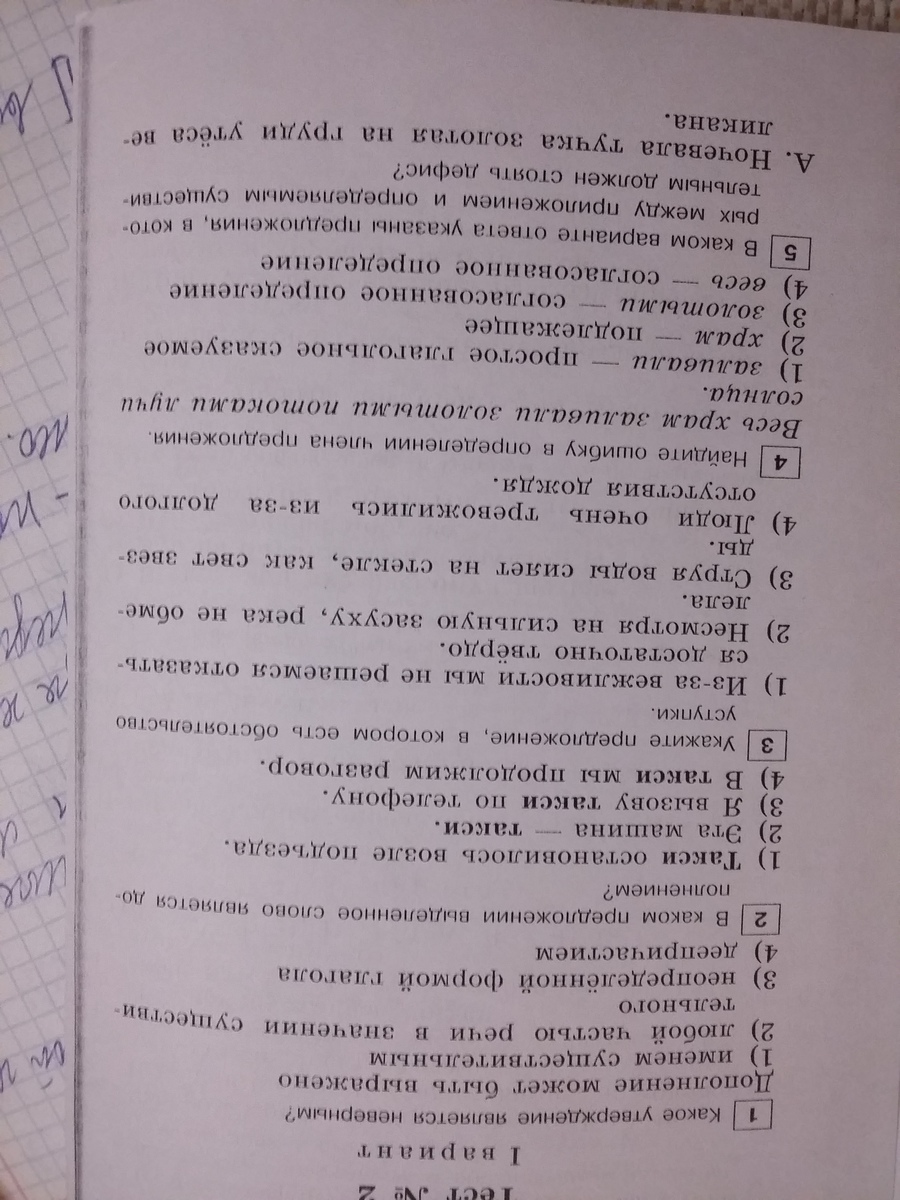 Тест № 2
I вариант
1 Какое утверждение является неверным?
Дополнение может быть выражено
1) именем существительным
2) любой частью речи в значении существи-
тельного
3) неопределённой формой глагола
4) деепричастием
2 В каком предложении выделенное слово является до-
полнением?
1) Такси остановилось возле подъезда.
2) Эта машина — такси.
3) Я вызову такси по телефону.
4) В такси мы продолжим разговор.
3 Укажите предложение, в котором есть обстоятельство
уступки.
1) Из-за вежливости мы не решаемся отказать-
ся достаточно твёрдо.
2) Несмотря на сильную засуху, река не обме-
лела.
3) Струя воды сияет на стекле, как свет звез-
ды.
4) Люди очень тревожились из-за долгого
отсутствия дождя.
4 Найдите ошибку в определении члена предложения.
Весь храм заливали золотыми потоками лучи
солнца.
1) заливали — простое глагольное сказуемое
2) храм — подлежащее
3) золотыми — согласованное определение
4) весь — согласованное определение
5 В каком варианте ответа указаны предложения, в кото-
рых между приложением и определяемым существи-
тельным должен стоять дефис?
А. Ночевала тучка золотая на груди утёса ве-
ликана.